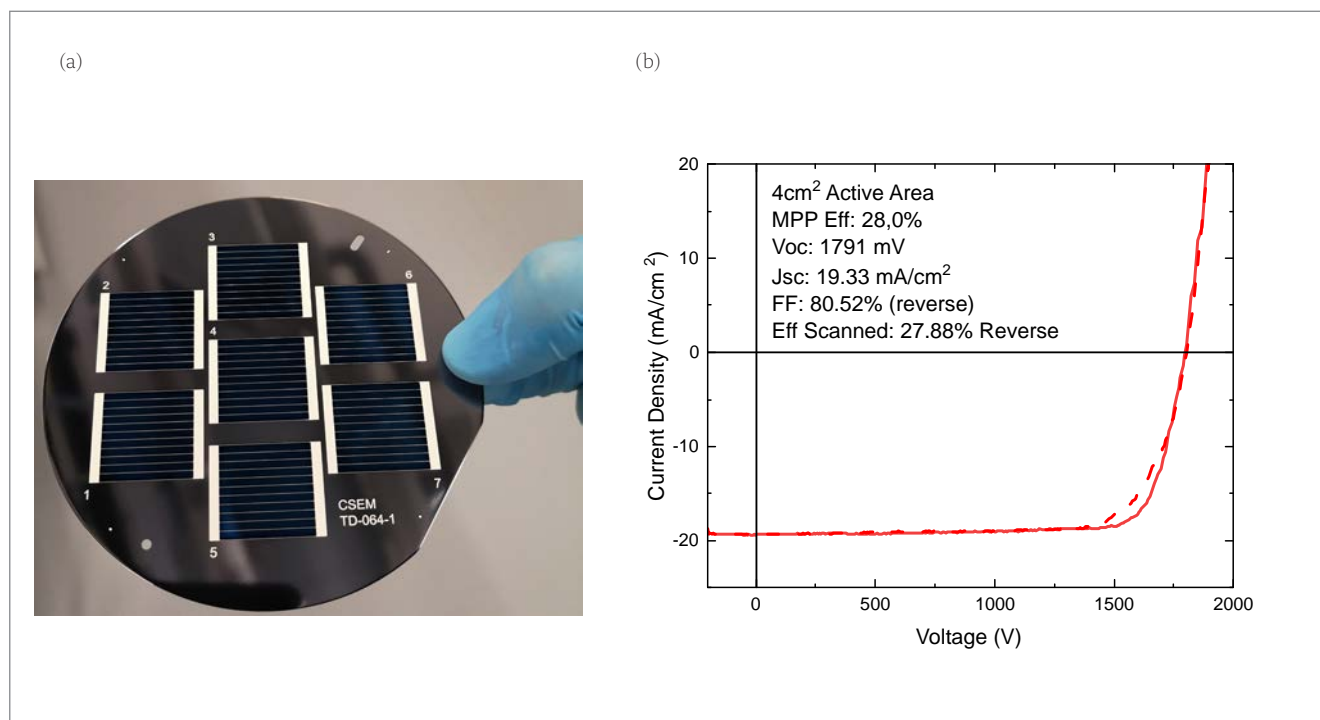 (a)
(b)
3
6
2
4
1
7
5
CSEM
TD-064-1
20
10
0
-10
-20
Current Density (mA/cm²)
4cm² Active Area
MPP Eff: 28,0%
Voc: 1791 mV
Jsc: 19.33 mA/cm²
FF: 80.52% (reverse)
Eff Scanned: 27.88% Reverse
0 500 1000 1500 2000
Voltage (V)